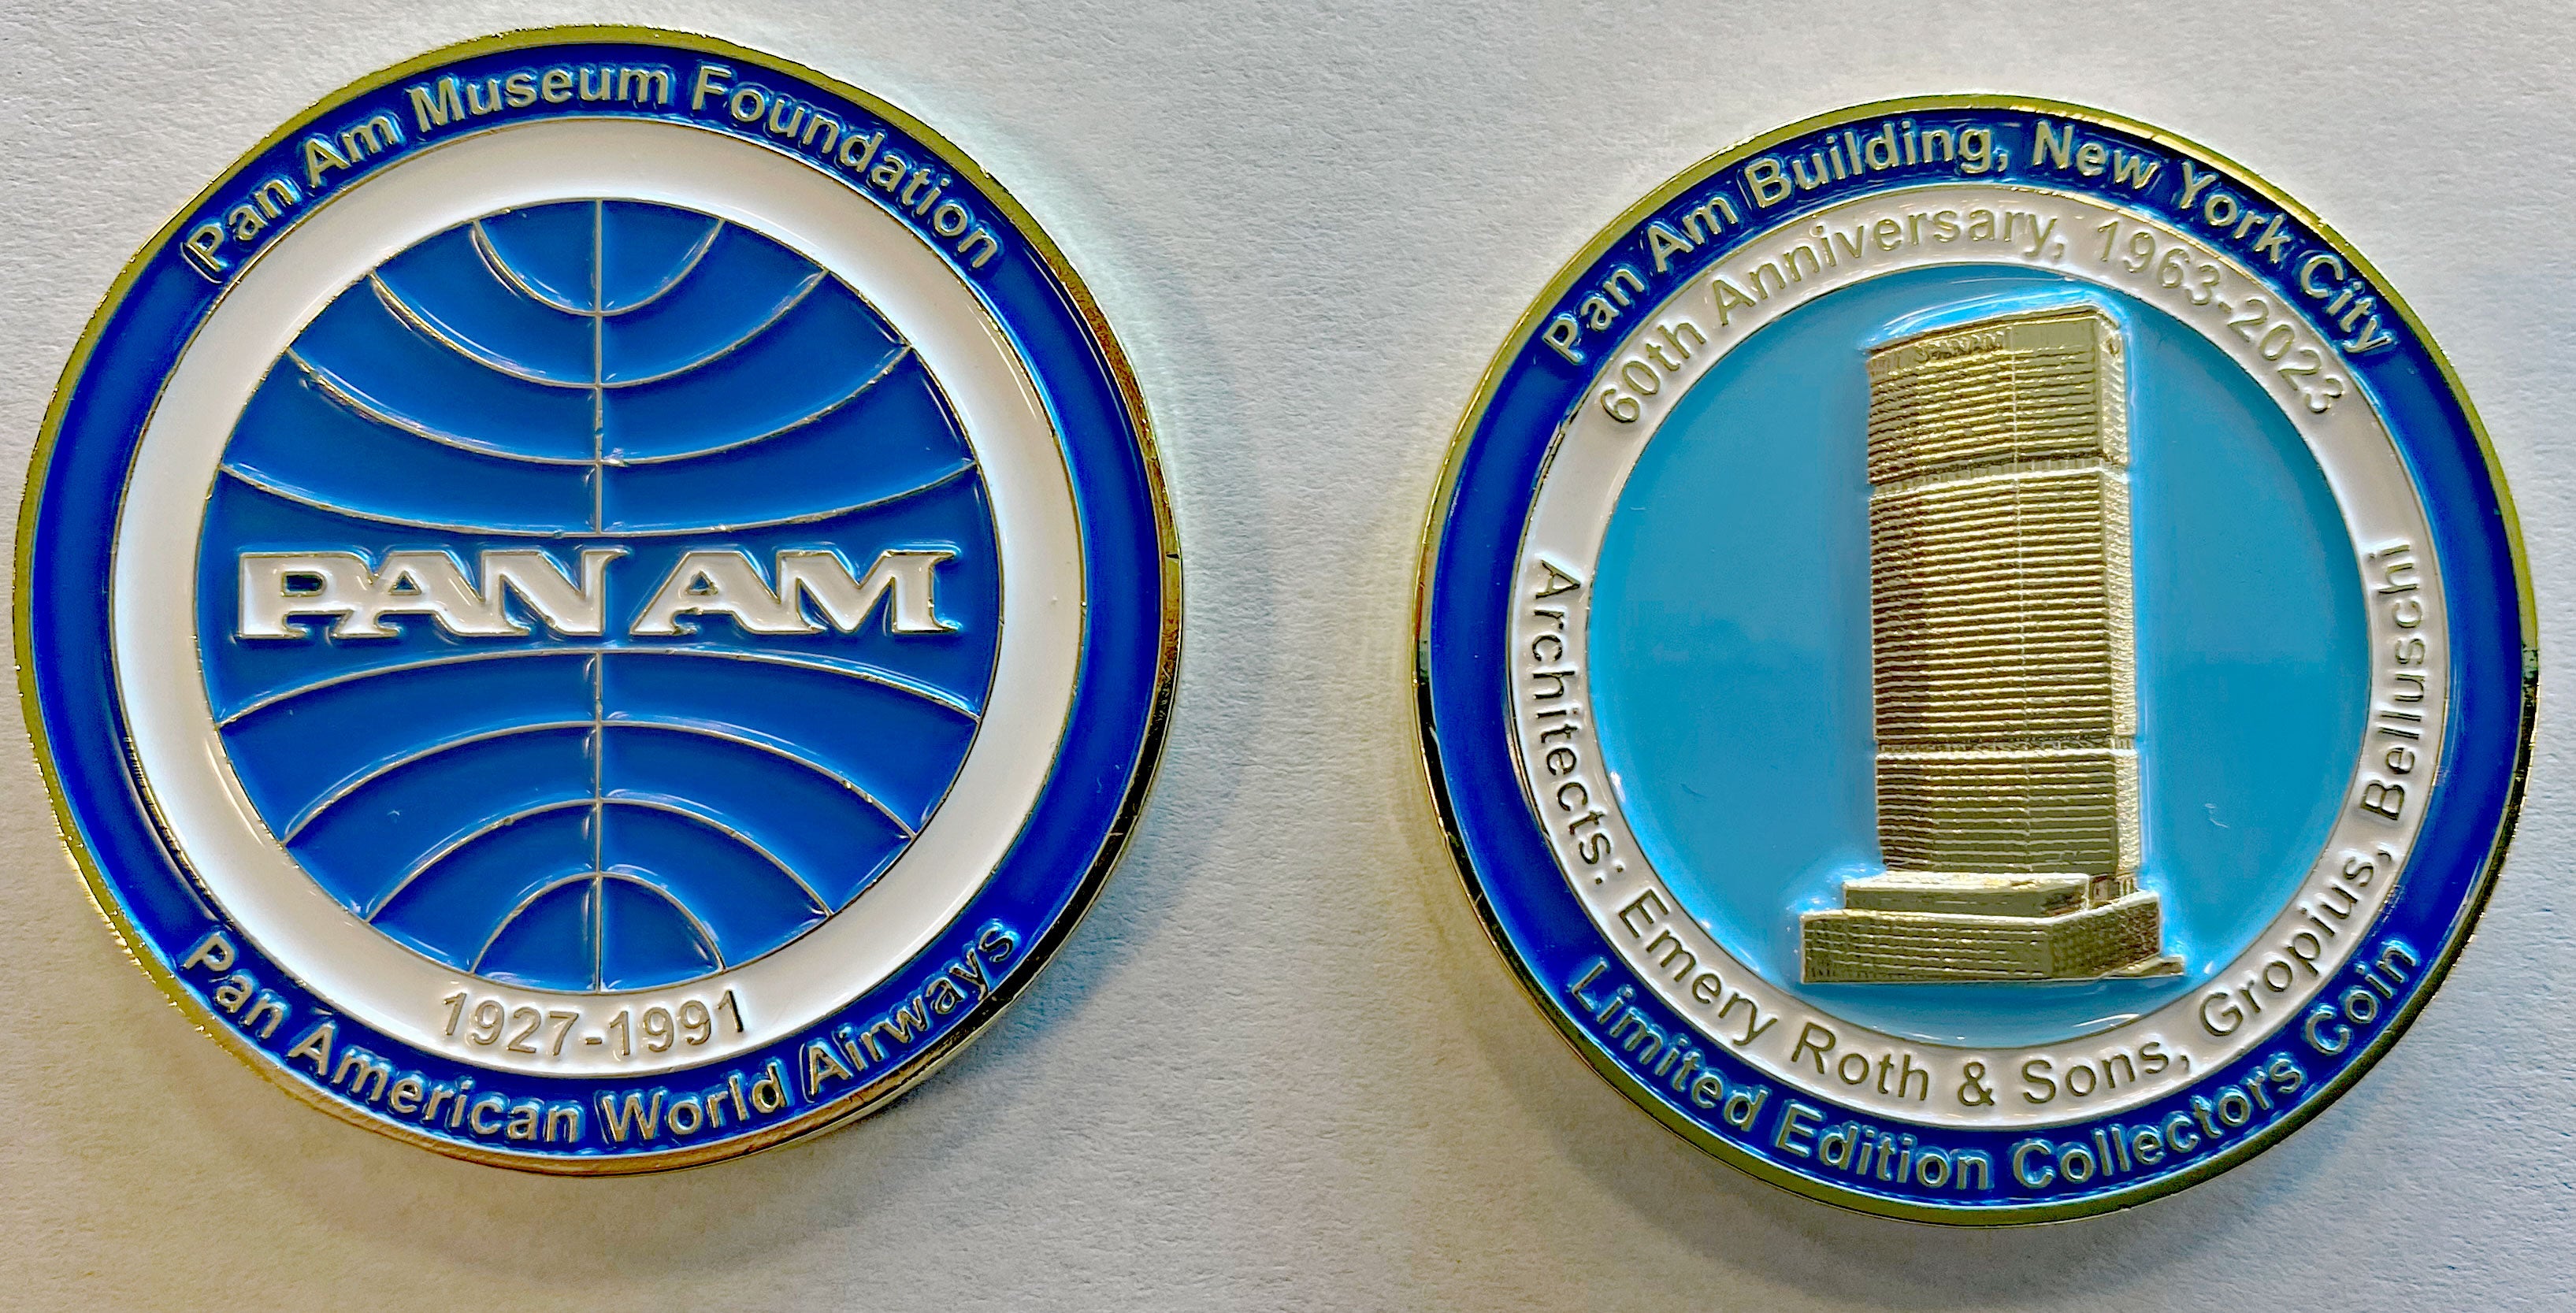 Pan Am Museum Foundation
PAN AM
1927-1991
Pan American World Airways
Pan Am Building, New York City
60th Anniversary, 1963-2023
PANAM
Architects: Emery Roth & Sons, Gropius, Belluschi
Limited Edition Collectors Coin